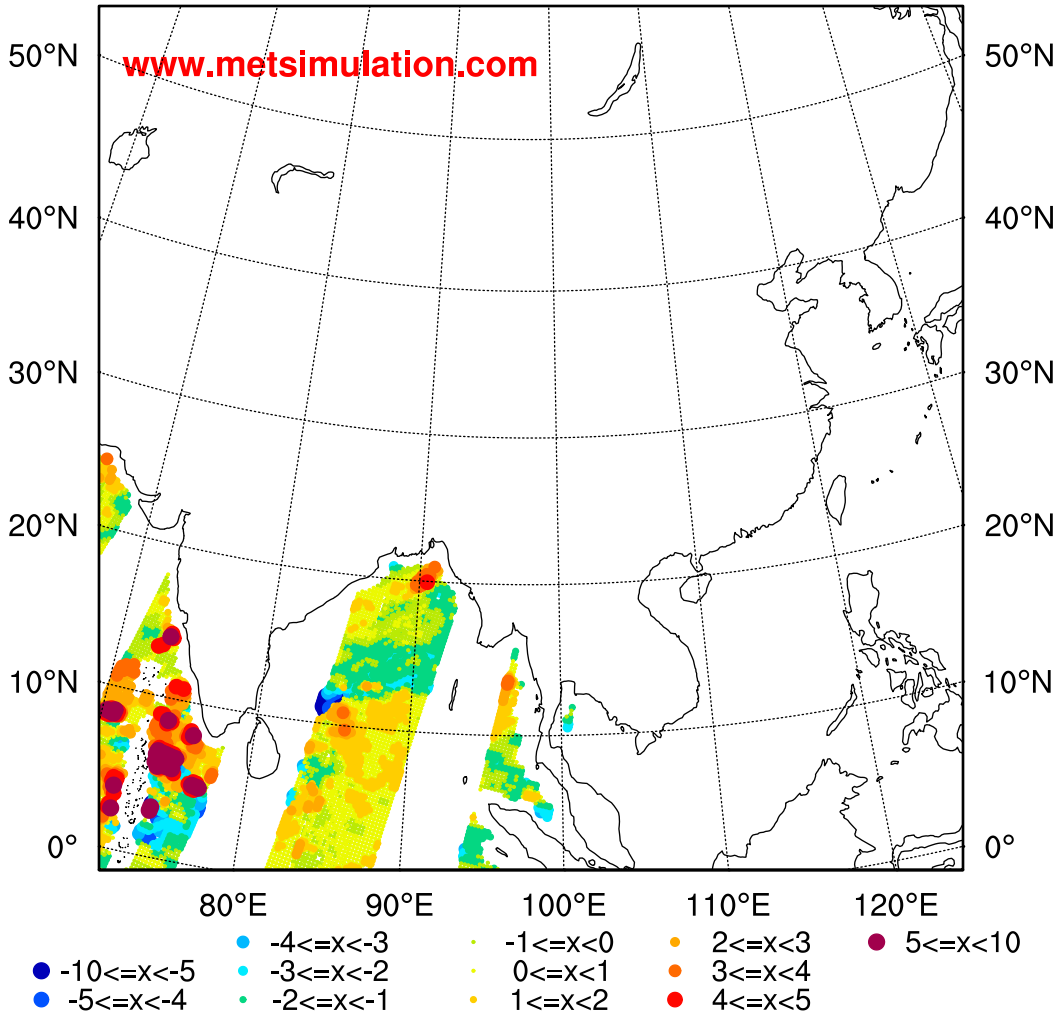 50°N 50°N
www.metsimulation.com
40°N 40°N
30°N 30°N
20°N 20°N
10°N 10°N
0° 0°
80°E 90°E 100°E 110°E 120°E
-4<=x<-3 -1<=x<0 2<=x<3 5<=x<10
-10<=x<-5 -3<=x<-2 0<=x<1 3<=x<4
-5<=x<-4 -2<=x<-1 1<=x<2 4<=x<5